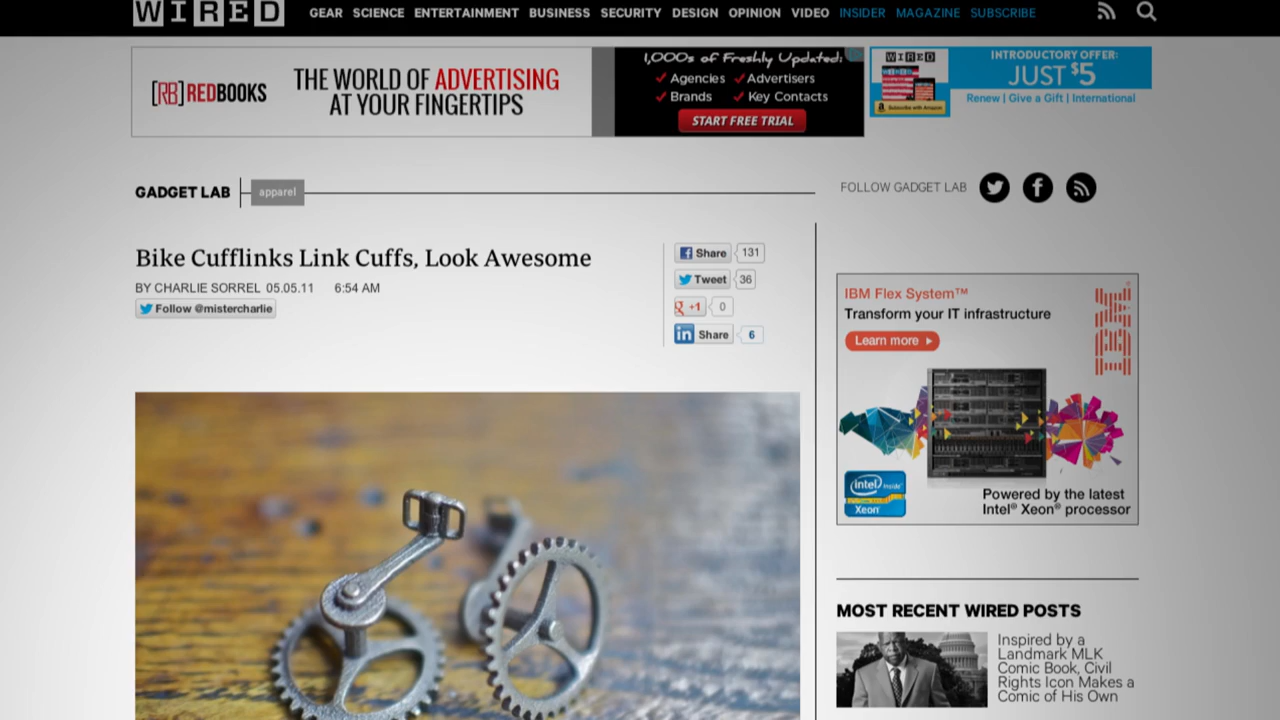 WIRED
GEAR SCIENCE ENTERTAINMENT BUSINESS SECURITY DESIGN OPINION VIDEO INSIDER MAGAZINE SUBSCRIBE
[RB] REDBOOKS
THE WORLD OF ADVERTISING
AT YOUR FINGERTIPS
1,000s of Freshly Updated:
Agencies Advertisers
Brands Key Contacts
START FREE TRIAL
WIRED
Subscribe with Amazon
INTRODUCTORY OFFER:
JUST $5
Renew | Give a Gift | International
GADGET LAB apparel
FOLLOW GADGET LAB
Bike Cufflinks Link Cuffs, Look Awesome
BY CHARLIE SORREL 05.05.11 6:54 AM
Follow @mistercharlie
Share 131
Tweet 36
g +1 0
in Share 6
IBM Flex System™
Transform your IT infrastructure
Learn more
IBM®
intel inside
Xeon®
Powered by the latest
Intel® Xeon® processor
MOST RECENT WIRED POSTS
Inspired by a
Landmark MLK
Comic Book, Civil
Rights Icon Makes a
Comic of His Own